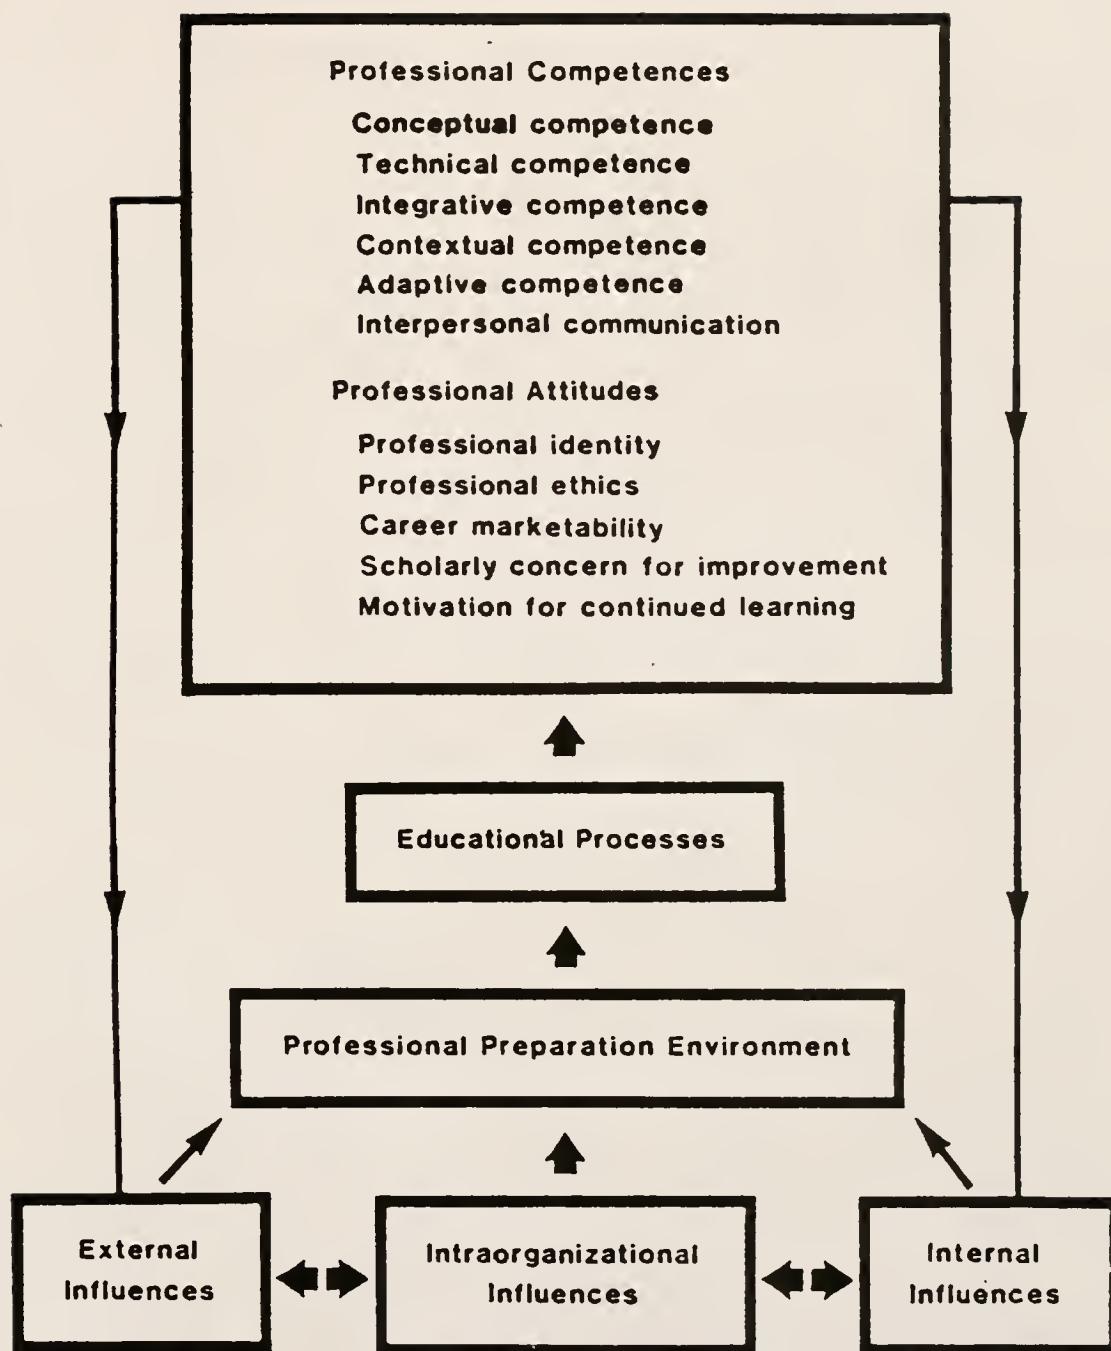 Professional Competences
Conceptual competence
Technical competence
Integrative competence
Contextual competence
Adaptive competence
Interpersonal communication
Professional Attitudes
Professional identity
Professional ethics
Career marketability
Scholarly concern for improvement
Motivation for continued learning
Educational Processes
Professional Preparation Environment
External
Influences
Intraorganizational
Influences
Internal
Influences